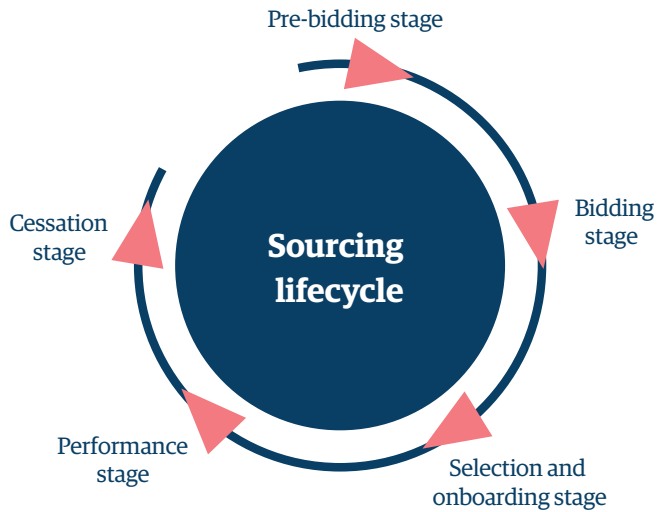 Pre-bidding stage
Bidding
stage
Selection and
onboarding stage
Performance
stage
Cessation
stage
Sourcing
lifecycle